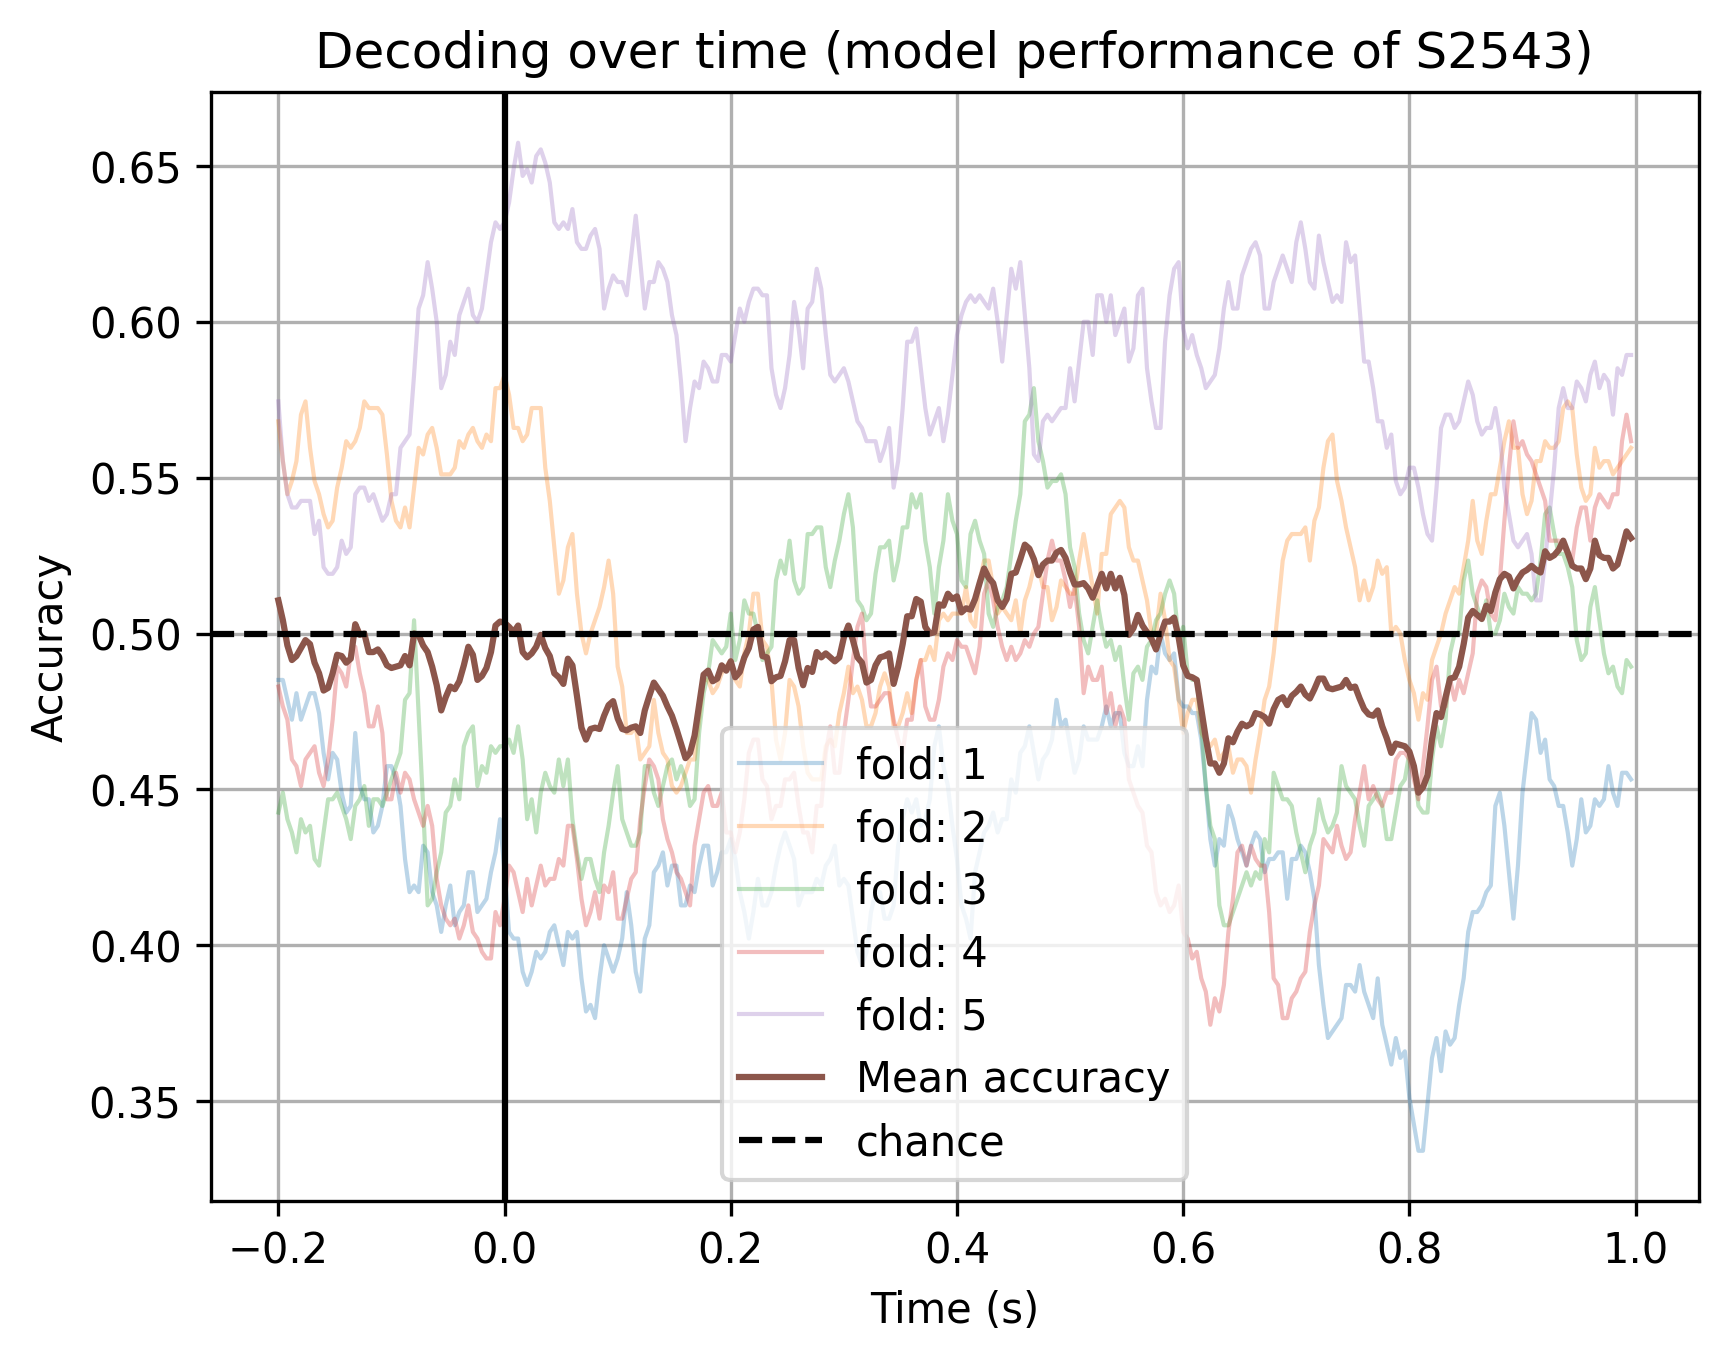 Decoding over time (model performance of S2543)
Accuracy
0.65
0.60
0.55
0.50
0.45
0.40
0.35
fold: 1
fold: 2
fold: 3
fold: 4
fold: 5
Mean accuracy
chance
−0.2 0.0 0.2 0.4 0.6 0.8 1.0
Time (s)